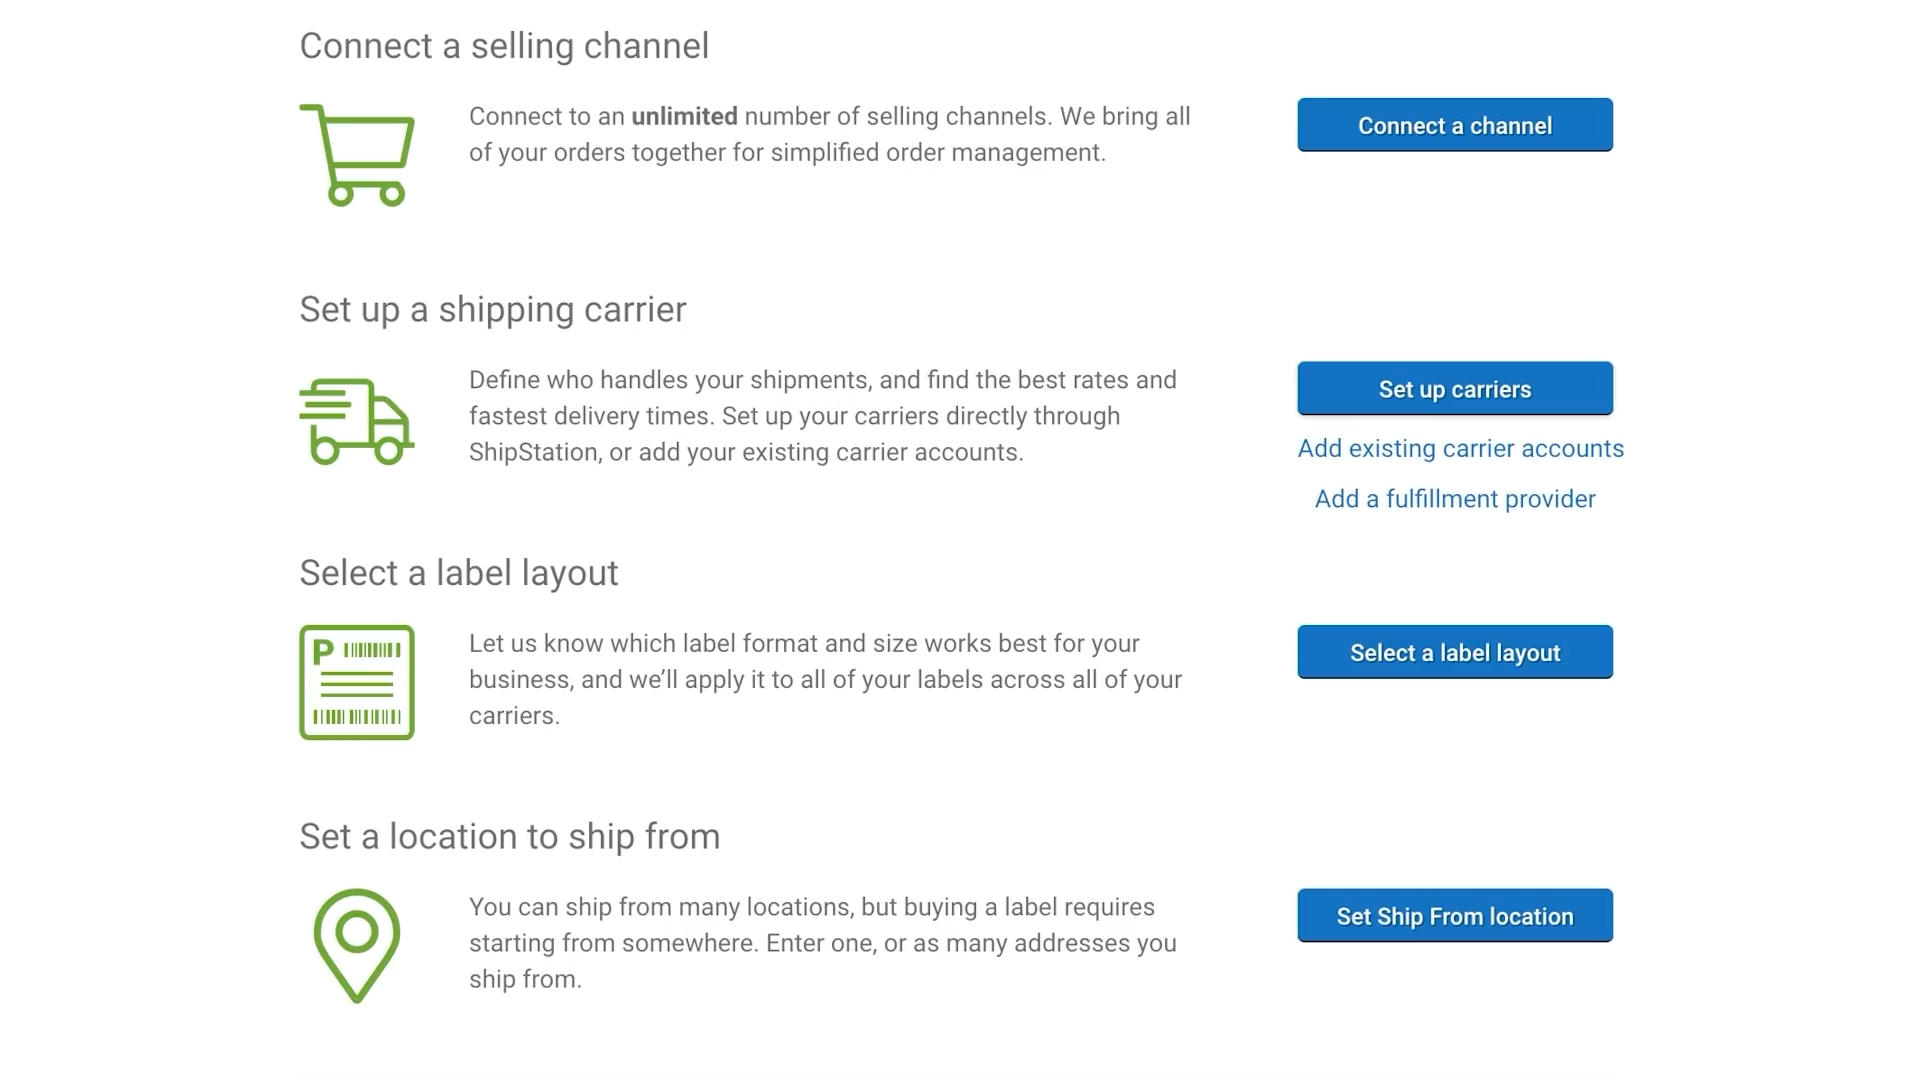 Connect a selling channel
Connect to an unlimited number of selling channels. We bring all
of your orders together for simplified order management.
Connect a channel
Set up a shipping carrier
Define who handles your shipments, and find the best rates and
fastest delivery times. Set up your carriers directly through
ShipStation, or add your existing carrier accounts.
Set up carriers
Add existing carrier accounts
Add a fulfillment provider
Select a label layout
P
Let us know which label format and size works best for your
business, and we’ll apply it to all of your labels across all of your
carriers.
Select a label layout
Set a location to ship from
You can ship from many locations, but buying a label requires
starting from somewhere. Enter one, or as many addresses you
ship from.
Set Ship From location